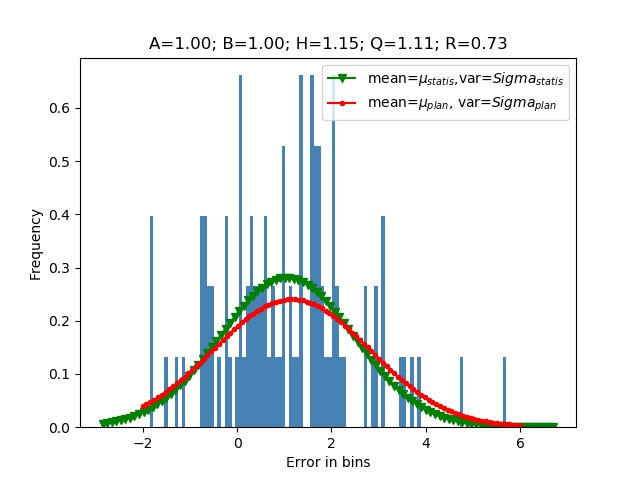 A=1.00; B=1.00; H=1.15; Q=1.11; R=0.73
mean=μstatis,var=Sigmastatis
mean=μplan, var=Sigmaplan
Frequency
0.6
0.5
0.4
0.3
0.2
0.1
0.0
−2 0 2 4 6
Error in bins